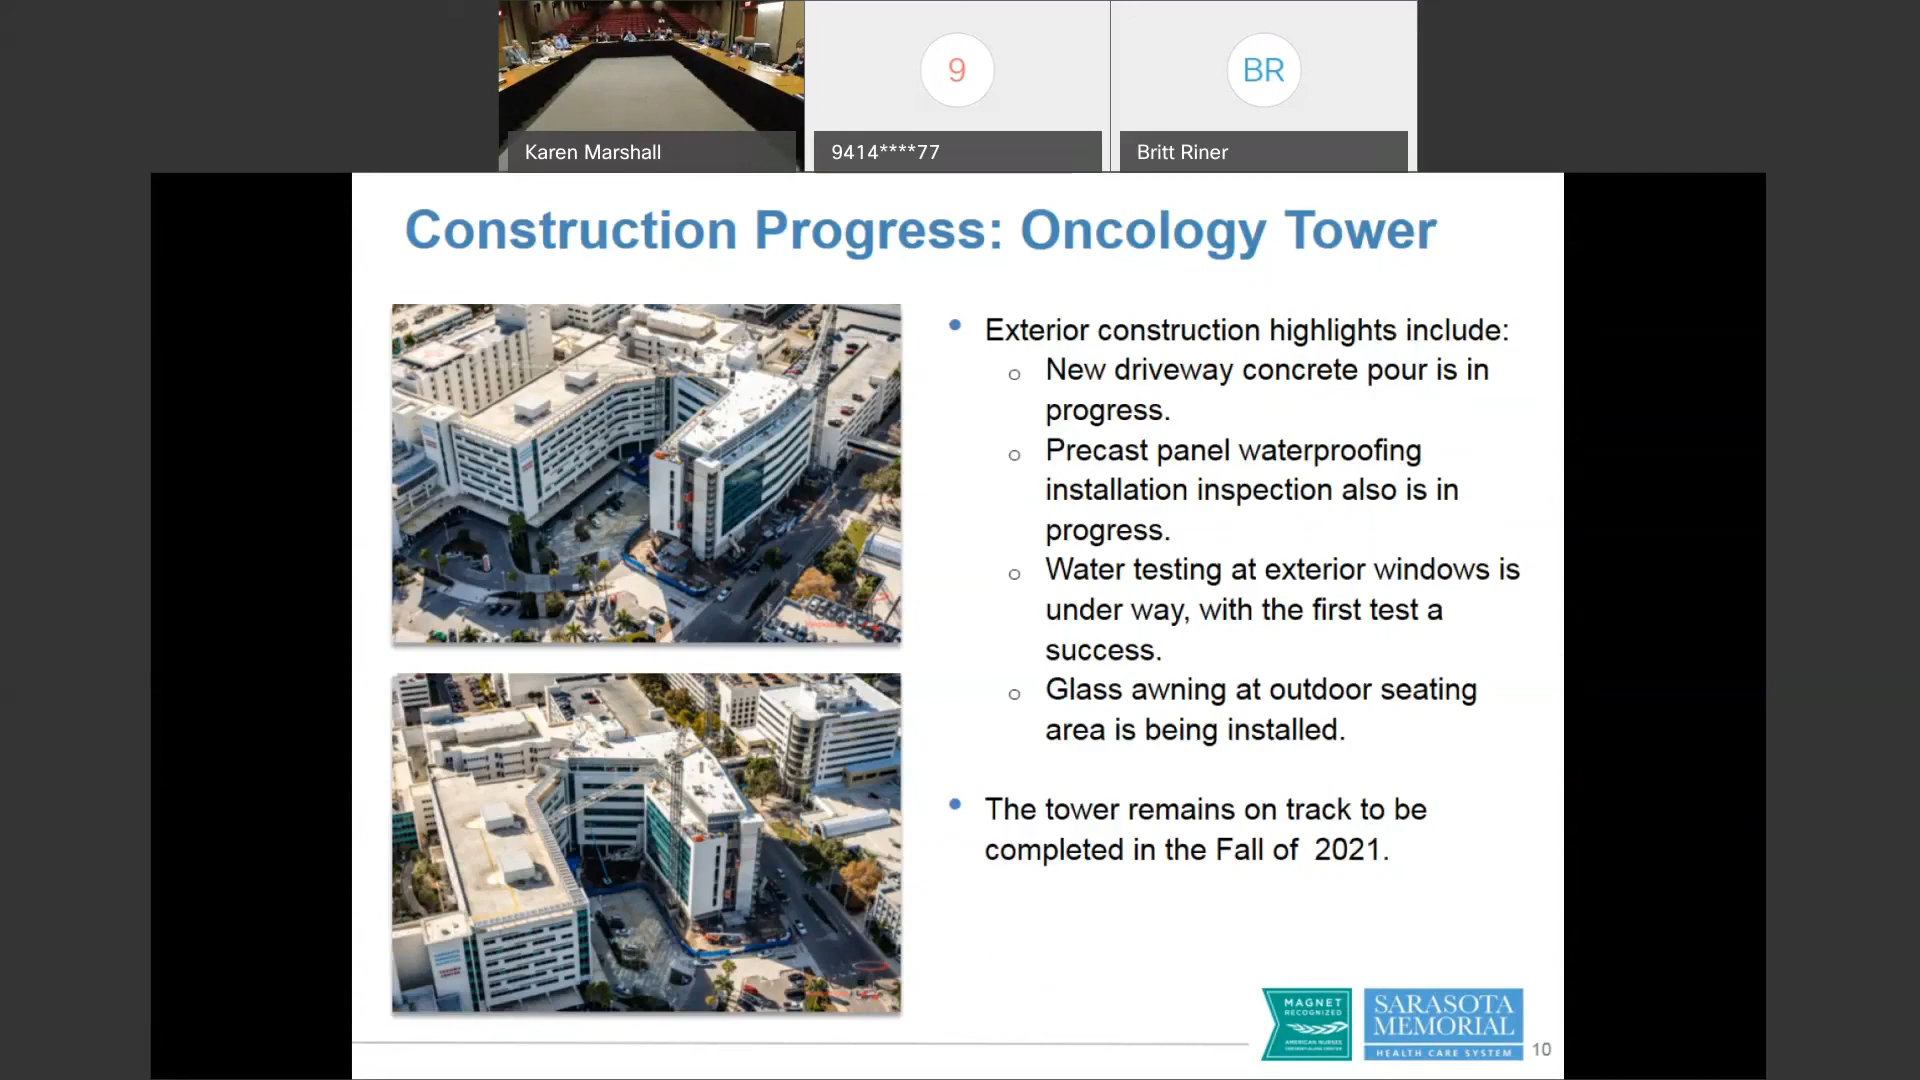 9
BR
Karen Marshall
9414****77
Britt Riner
Construction Progress: Oncology Tower
Exterior construction highlights include:
New driveway concrete pour is in
progress.
Precast panel waterproofing
installation inspection also is in
progress.
Water testing at exterior windows is
under way, with the first test a
success.
Glass awning at outdoor seating
area is being installed.
The tower remains on track to be
completed in the Fall of 2021.
MAGNET
RECOGNIZED
AMERICAN NURSES
CREDENTIALING CENTER
SARASOTA
MEMORIAL
HEALTH CARE SYSTEM
10